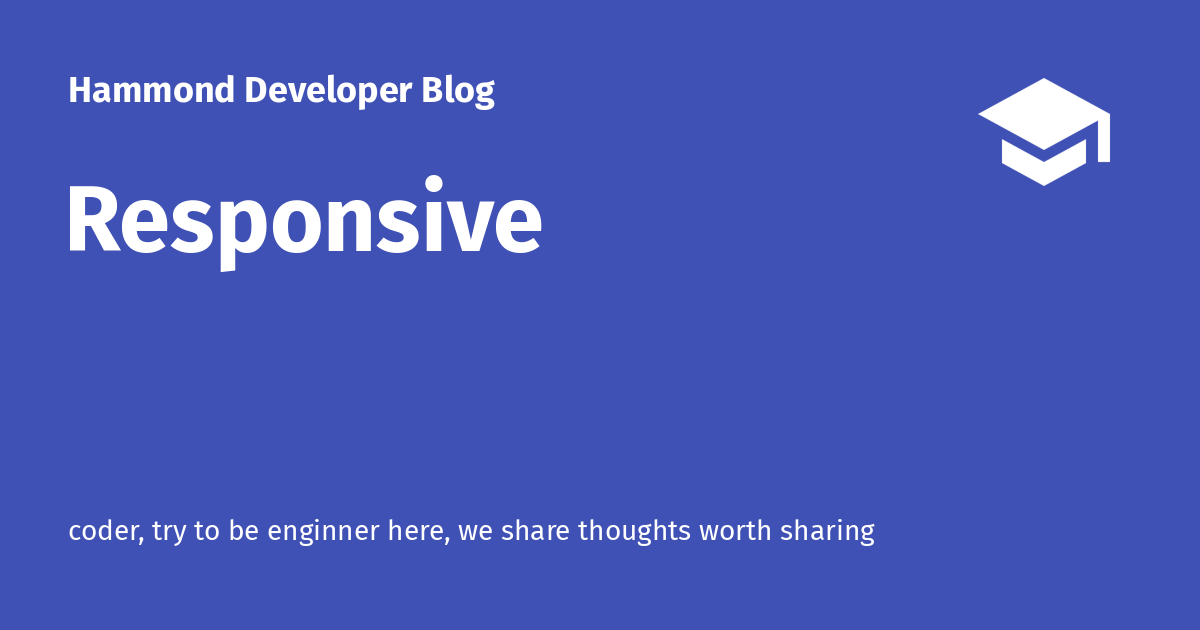 Hammond Developer Blog
Responsive
coder, try to be enginner here, we share thoughts worth sharing